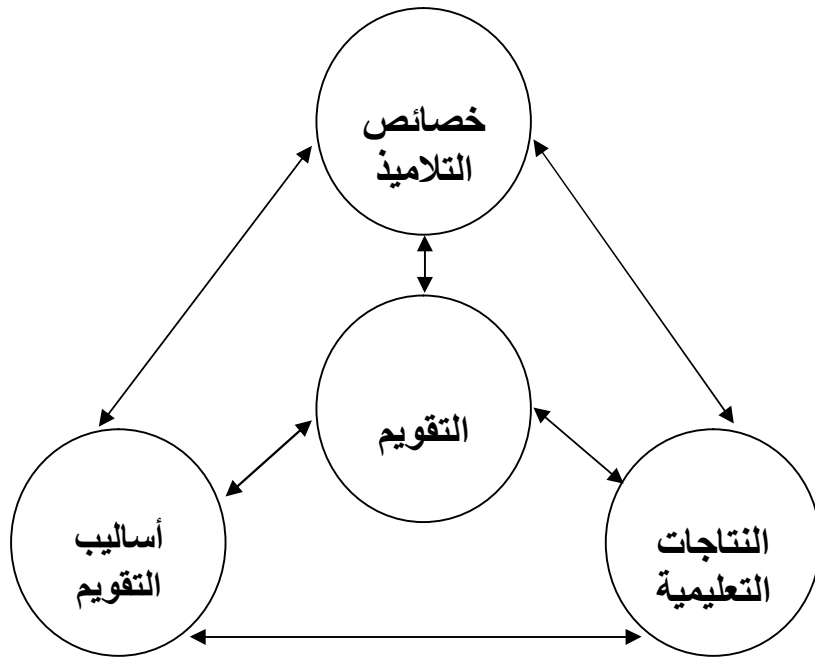 خصائص
التلاميذ
التقويم
النتاجات
التعليمية
أساليب
التقويم